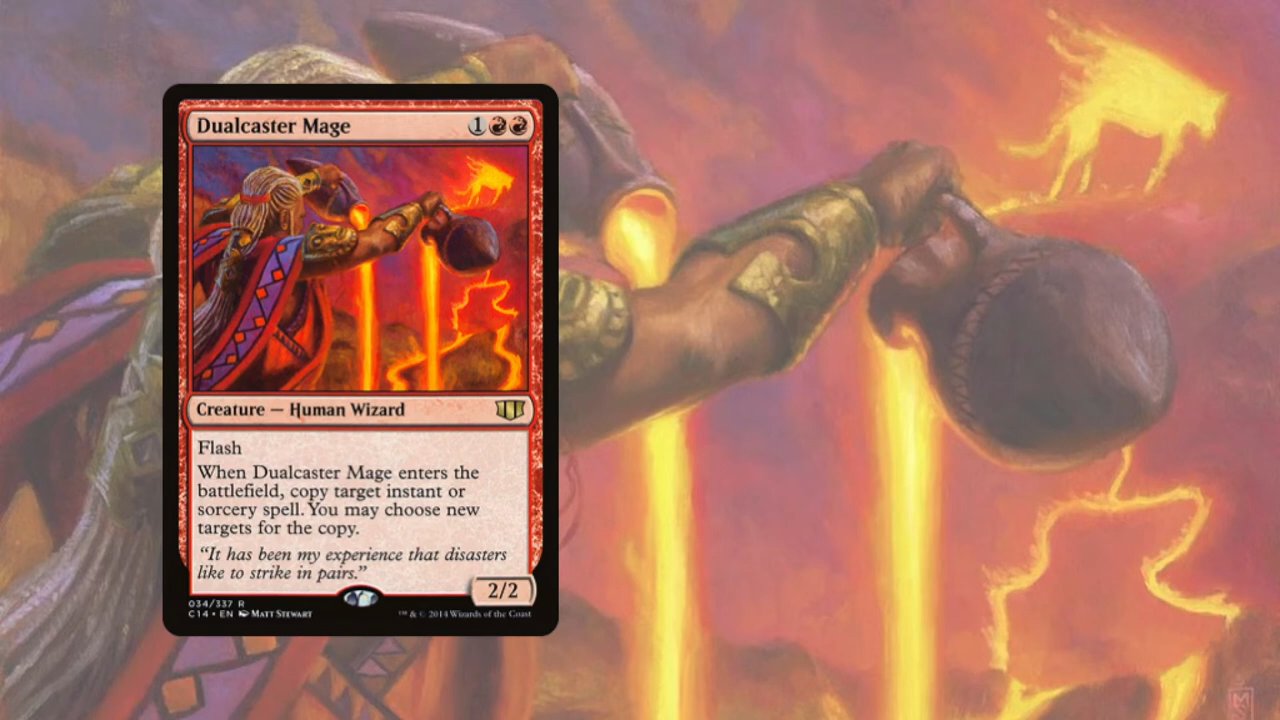 Dualcaster Mage 1
Creature — Human Wizard
Flash
When Dualcaster Mage enters the
battlefield, copy target instant or
sorcery spell. You may choose new
targets for the copy.
“It has been my experience that disasters
like to strike in pairs.”
2/2
034/337 R
C14 • EN Matt Stewart
™ & © 2014 Wizards of the Coast